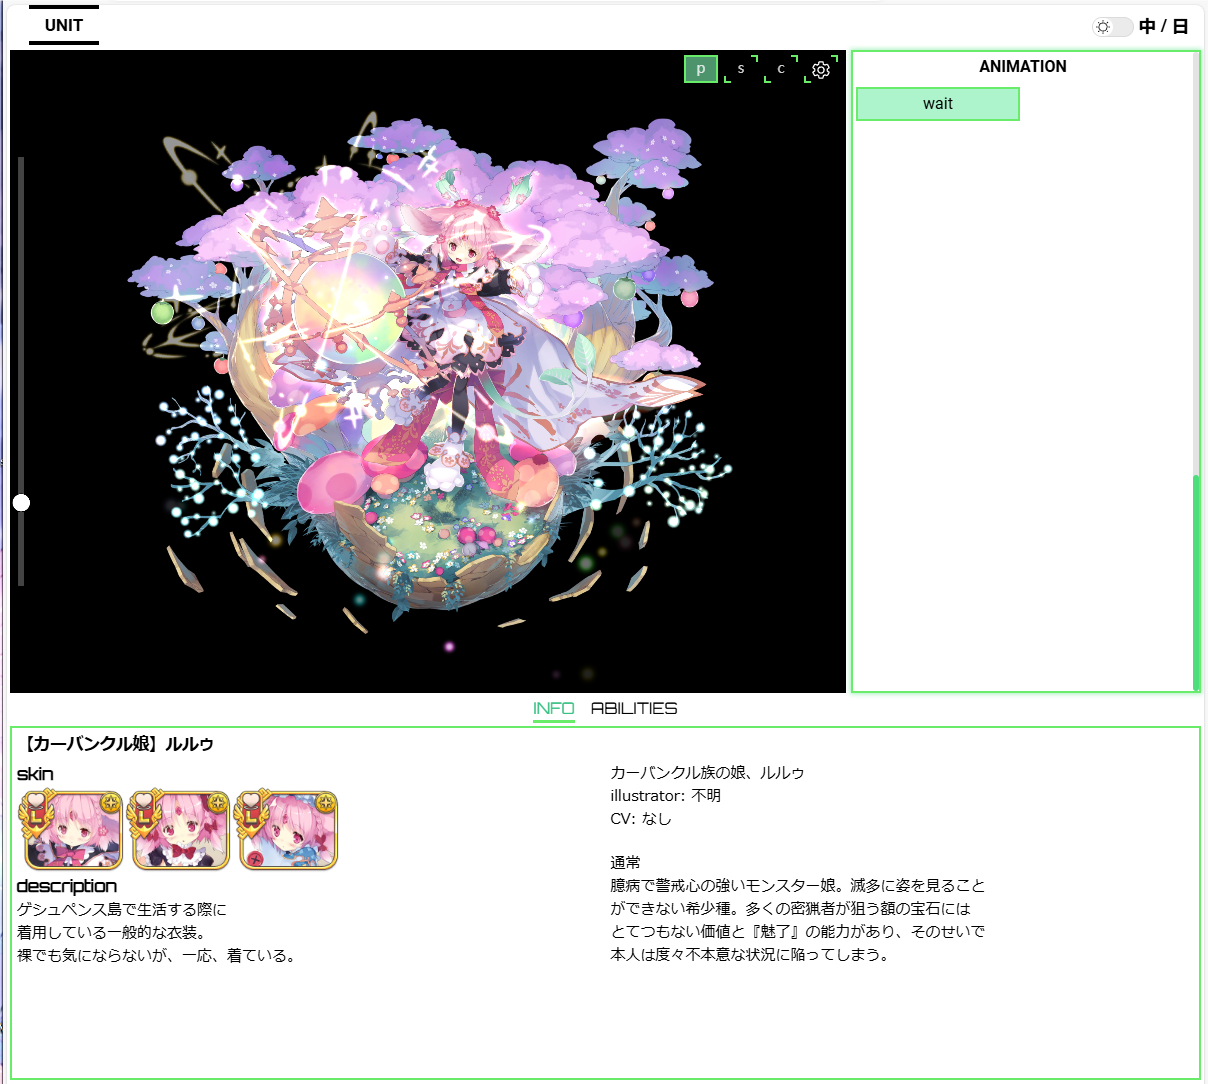 UNIT
中 / 日
p
s
c
ANIMATION
wait
INFO
ABILITIES
【カーバンクル娘】ルルゥ
skin
L
L
L
description
ゲシュペンス島で生活する際に
着用している一般的な衣装。
裸でも気にならないが、一応、着ている。
カーバンクル族の娘、ルルゥ
illustrator: 不明
CV: なし
通常
臆病で警戒心の強いモンスター娘。滅多に姿を見ること
ができない希少種。多くの密猟者が狙う額の宝石には
とてつもない価値と『魅了』の能力があり、そのせいで
本人は度々不本意な状況に陥ってしまう。